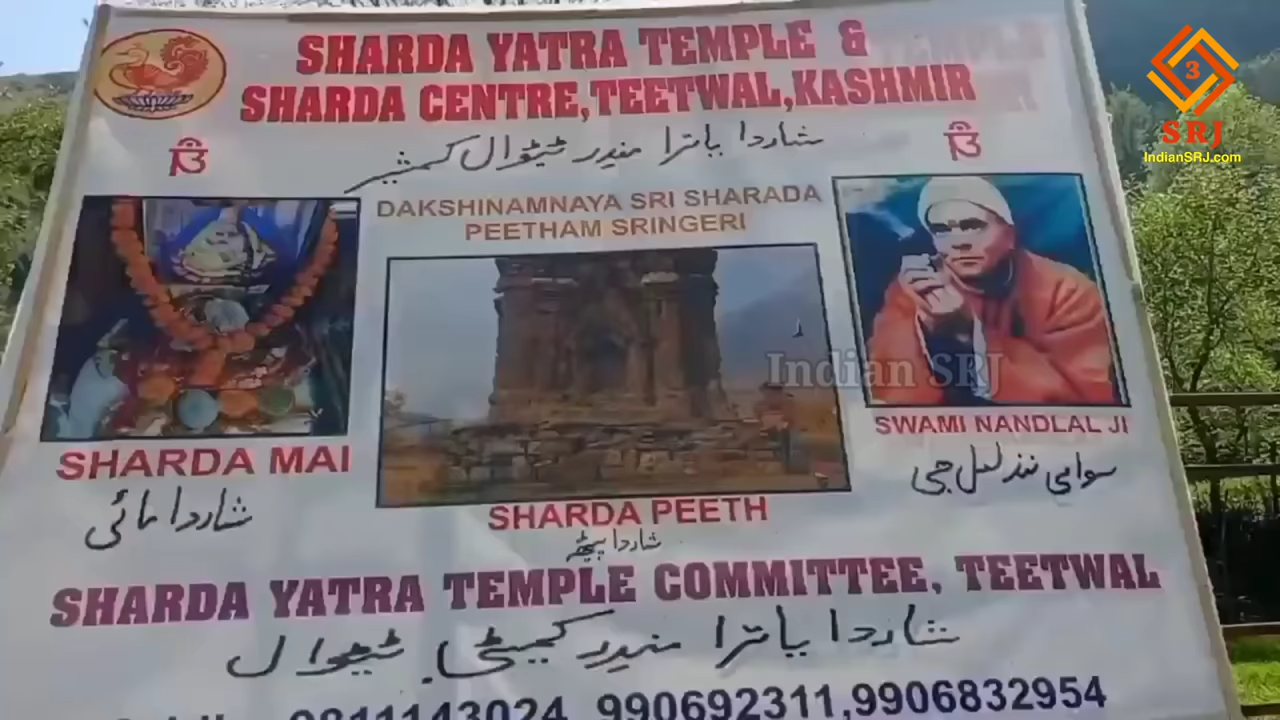 SHARDA YATRA TEMPLE &
SHARDA CENTRE,TEETWAL,KASHMIR
شاردا یاترا مندر ٹیٹوال کشمیر
DAKSHINAMNAYA SRI SHARADA
PEETHAM SRINGERI
SHARDA MAI
شاردا مائی
SHARDA PEETH
شاردا پیٹھ
SWAMI NANDLAL JI
سوامی نندلعل جی
SHARDA YATRA TEMPLE COMMITTEE, TEETWAL
شاردا یاترا مندر کمیٹی ٹیٹوال
9811143024, 990692311,9906832954
3
SRJ
IndianSRJ.com
Indian SRJ